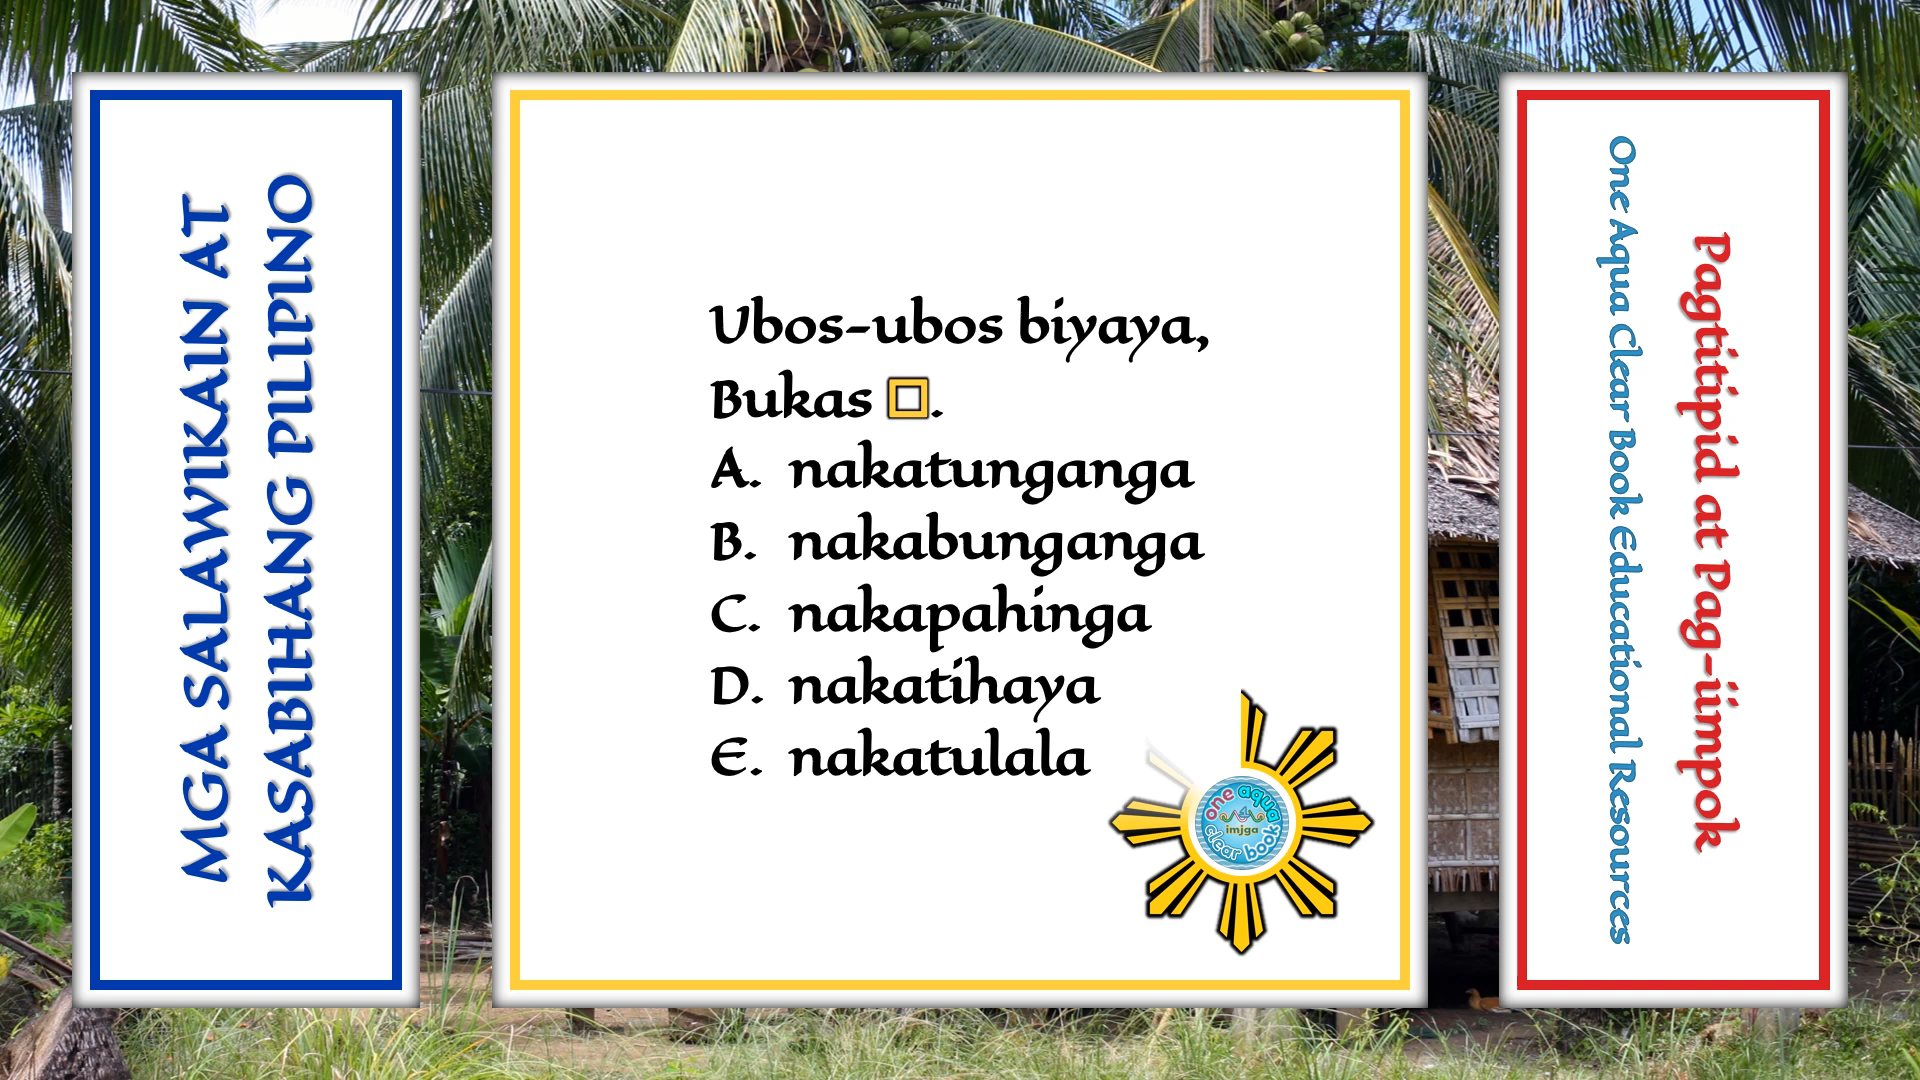 MGA SALAWIKAIN AT
KASABIHANG PILIPINO
Ubos-ubos biyaya,
Bukas □.
A. nakatunganga
B. nakabunganga
C. nakapahinga
D. nakatihaya
E. nakatulala
one aqua
imjga
clear book
Pagtitipid at Pag-iimpok
One Aqua Clear Book Educational Resources